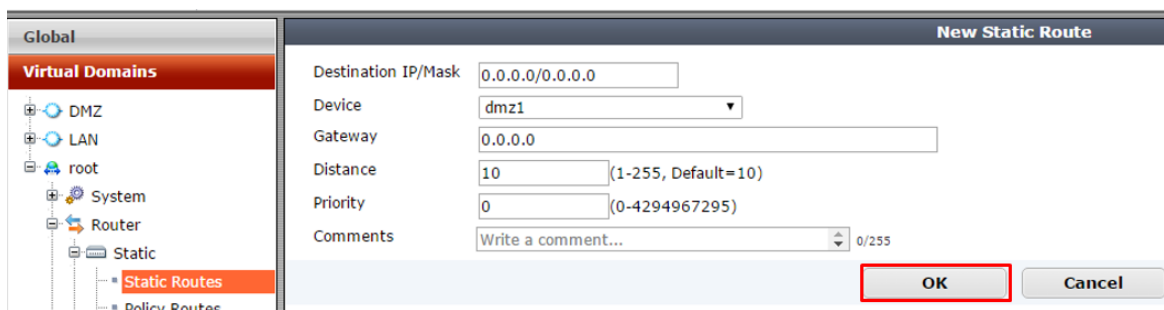 Global
Virtual Domains
DMZ
LAN
root
System
Router
Static
Static Routes
Policy Routes
New Static Route
Destination IP/Mask 0.0.0.0/0.0.0.0
Device dmz1
Gateway 0.0.0.0
Distance 10 (1-255, Default=10)
Priority 0 (0-4294967295)
Comments Write a comment... 0/255
OK Cancel